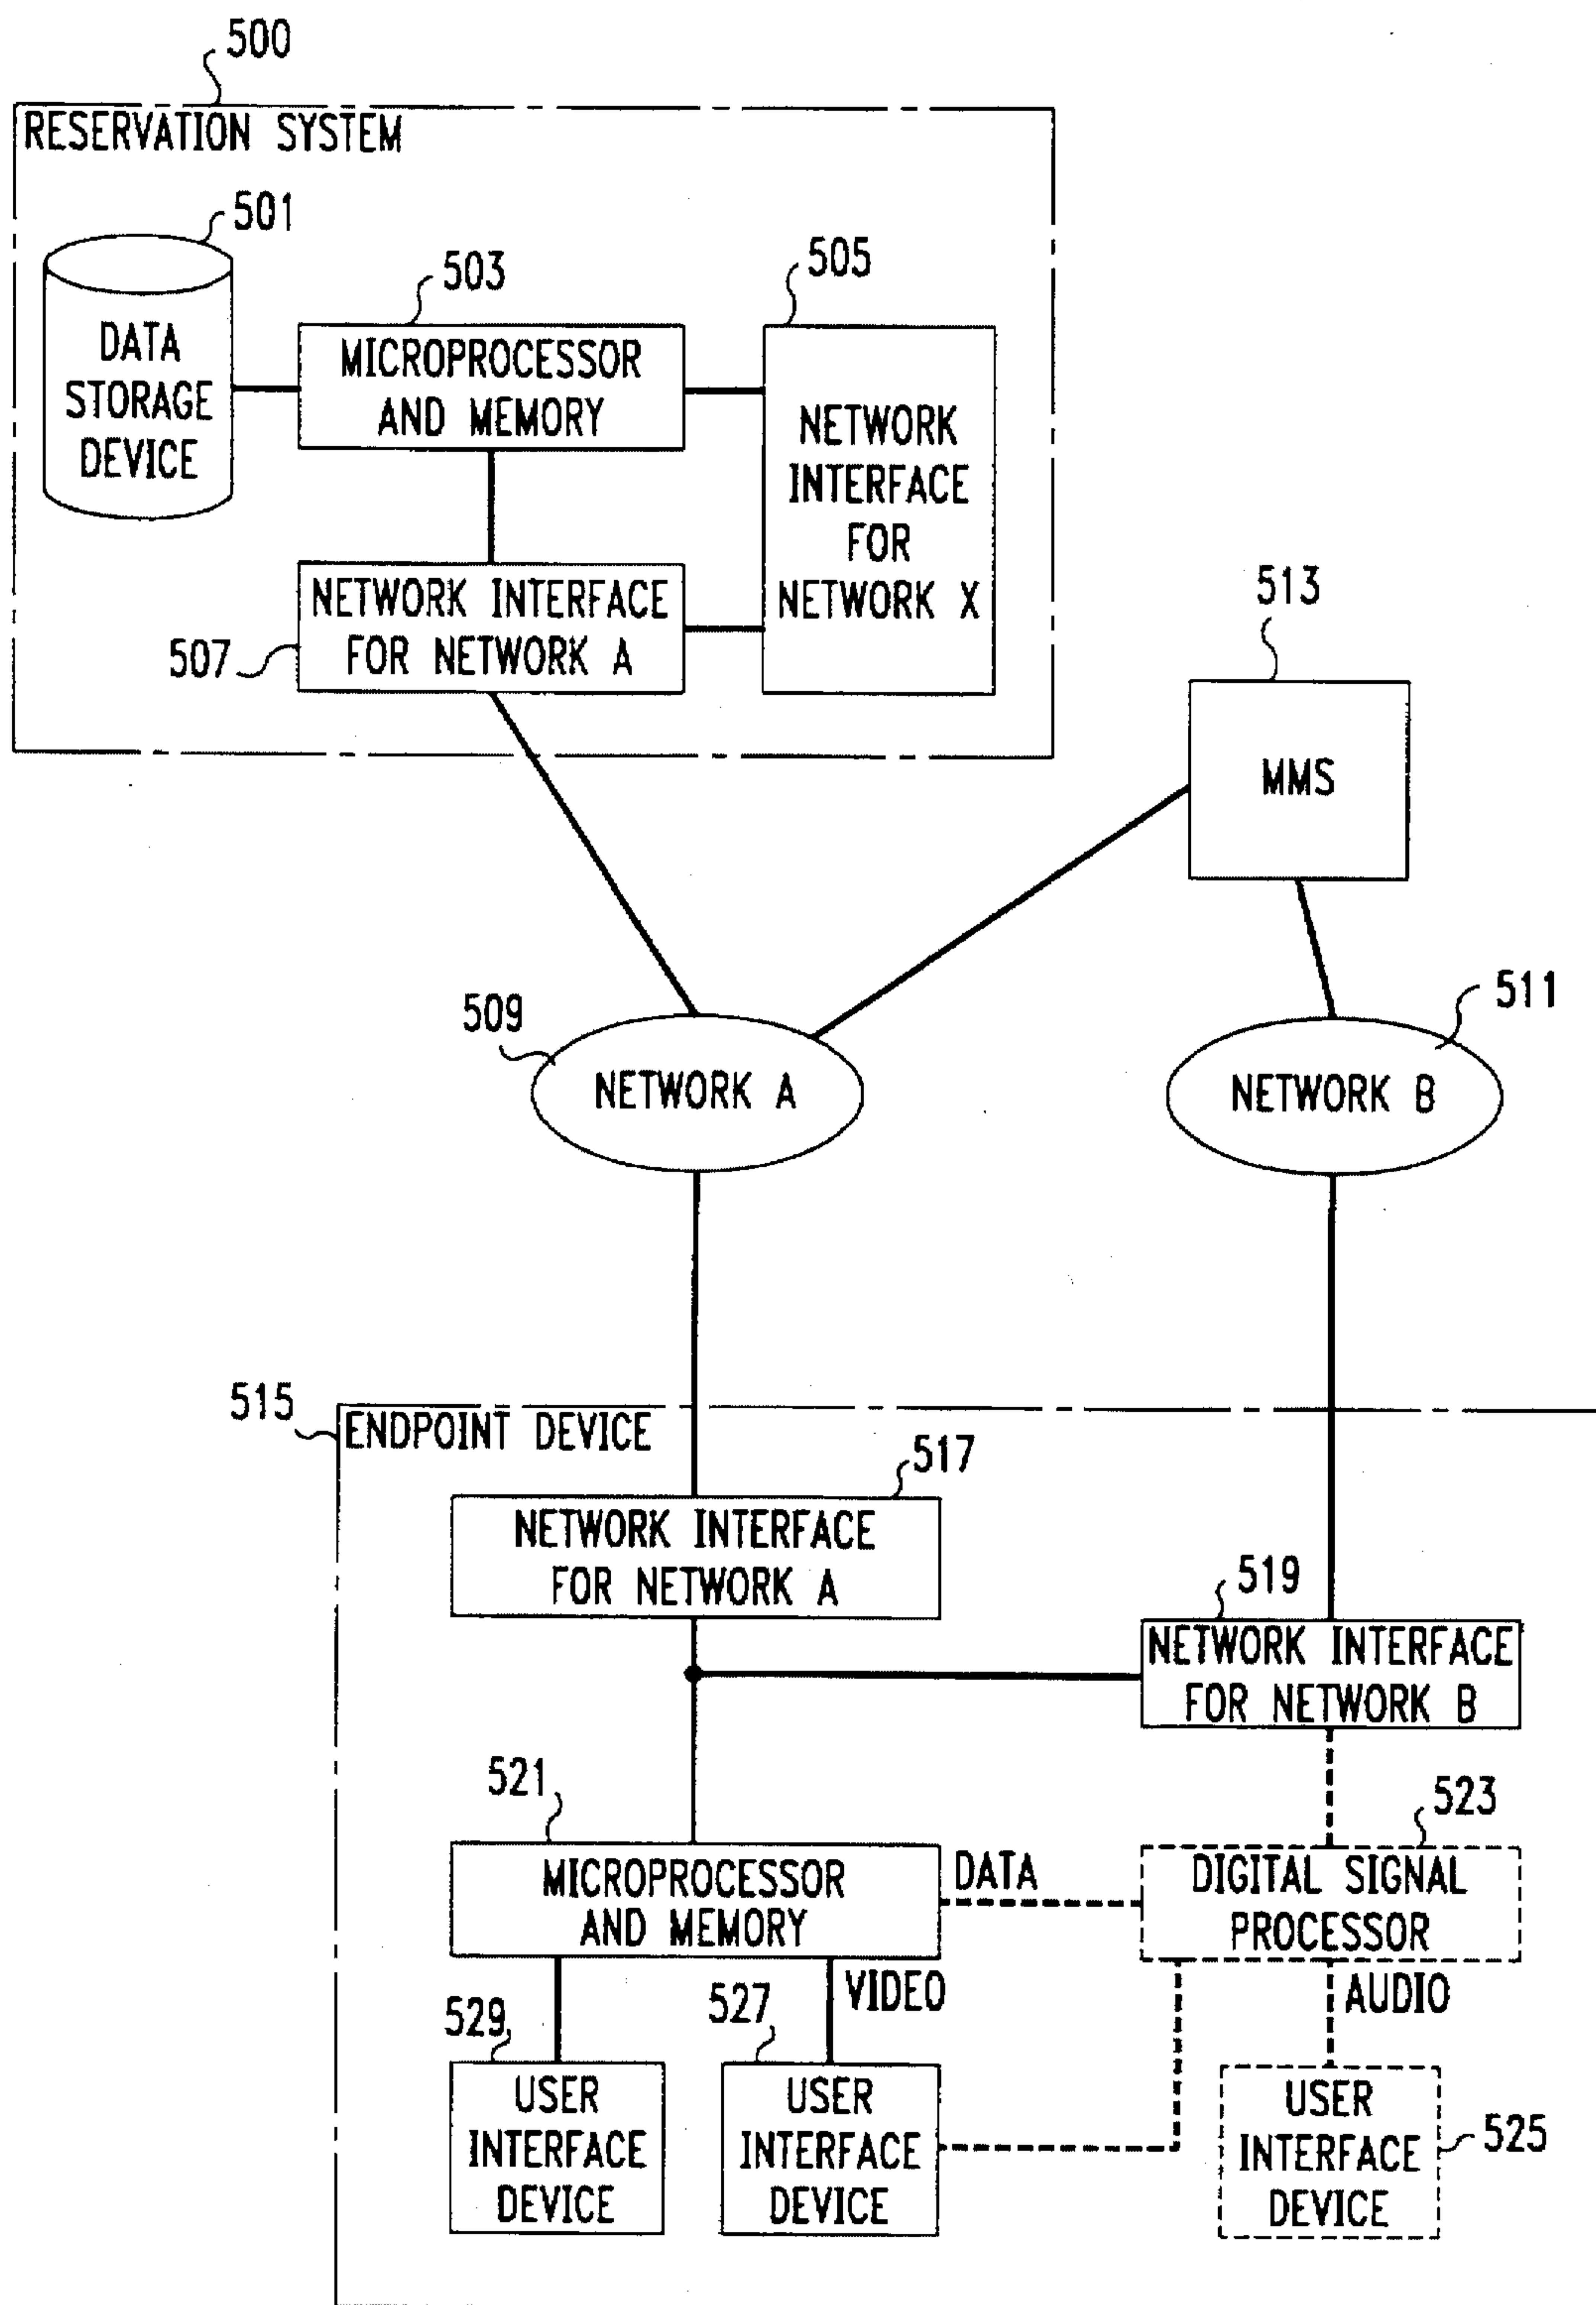 500
RESERVATION SYSTEM
501
503
505
DATA
STORAGE
DEVICE
MICROPROCESSOR
AND MEMORY
NETWORK
INTERFACE
FOR
NETWORK X
507
NETWORK INTERFACE
FOR NETWORK A
513
MMS
509
511
NETWORK A
NETWORK B
515
ENDPOINT DEVICE
517
NETWORK INTERFACE
FOR NETWORK A
519
NETWORK INTERFACE
FOR NETWORK B
521
523
MICROPROCESSOR
AND MEMORY
DATA
DIGITAL SIGNAL
PROCESSOR
529
527
VIDEO
AUDIO
USER
INTERFACE
DEVICE
USER
INTERFACE
DEVICE
USER
INTERFACE
DEVICE
525